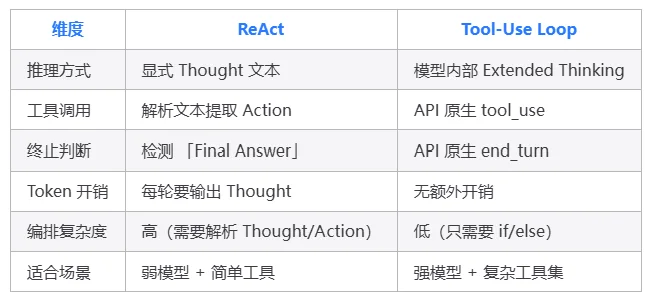 维度 ReAct Tool-Use Loop
推理方式 显式 Thought 文本 模型内部 Extended Thinking
工具调用 解析文本提取 Action API 原生 tool_use
终止判断 检测 「Final Answer」 API 原生 end_turn
Token 开销 每轮要输出 Thought 无额外开销
编排复杂度 高（需要解析 Thought/Action） 低（只需要 if/else）
适合场景 弱模型 + 简单工具 强模型 + 复杂工具集